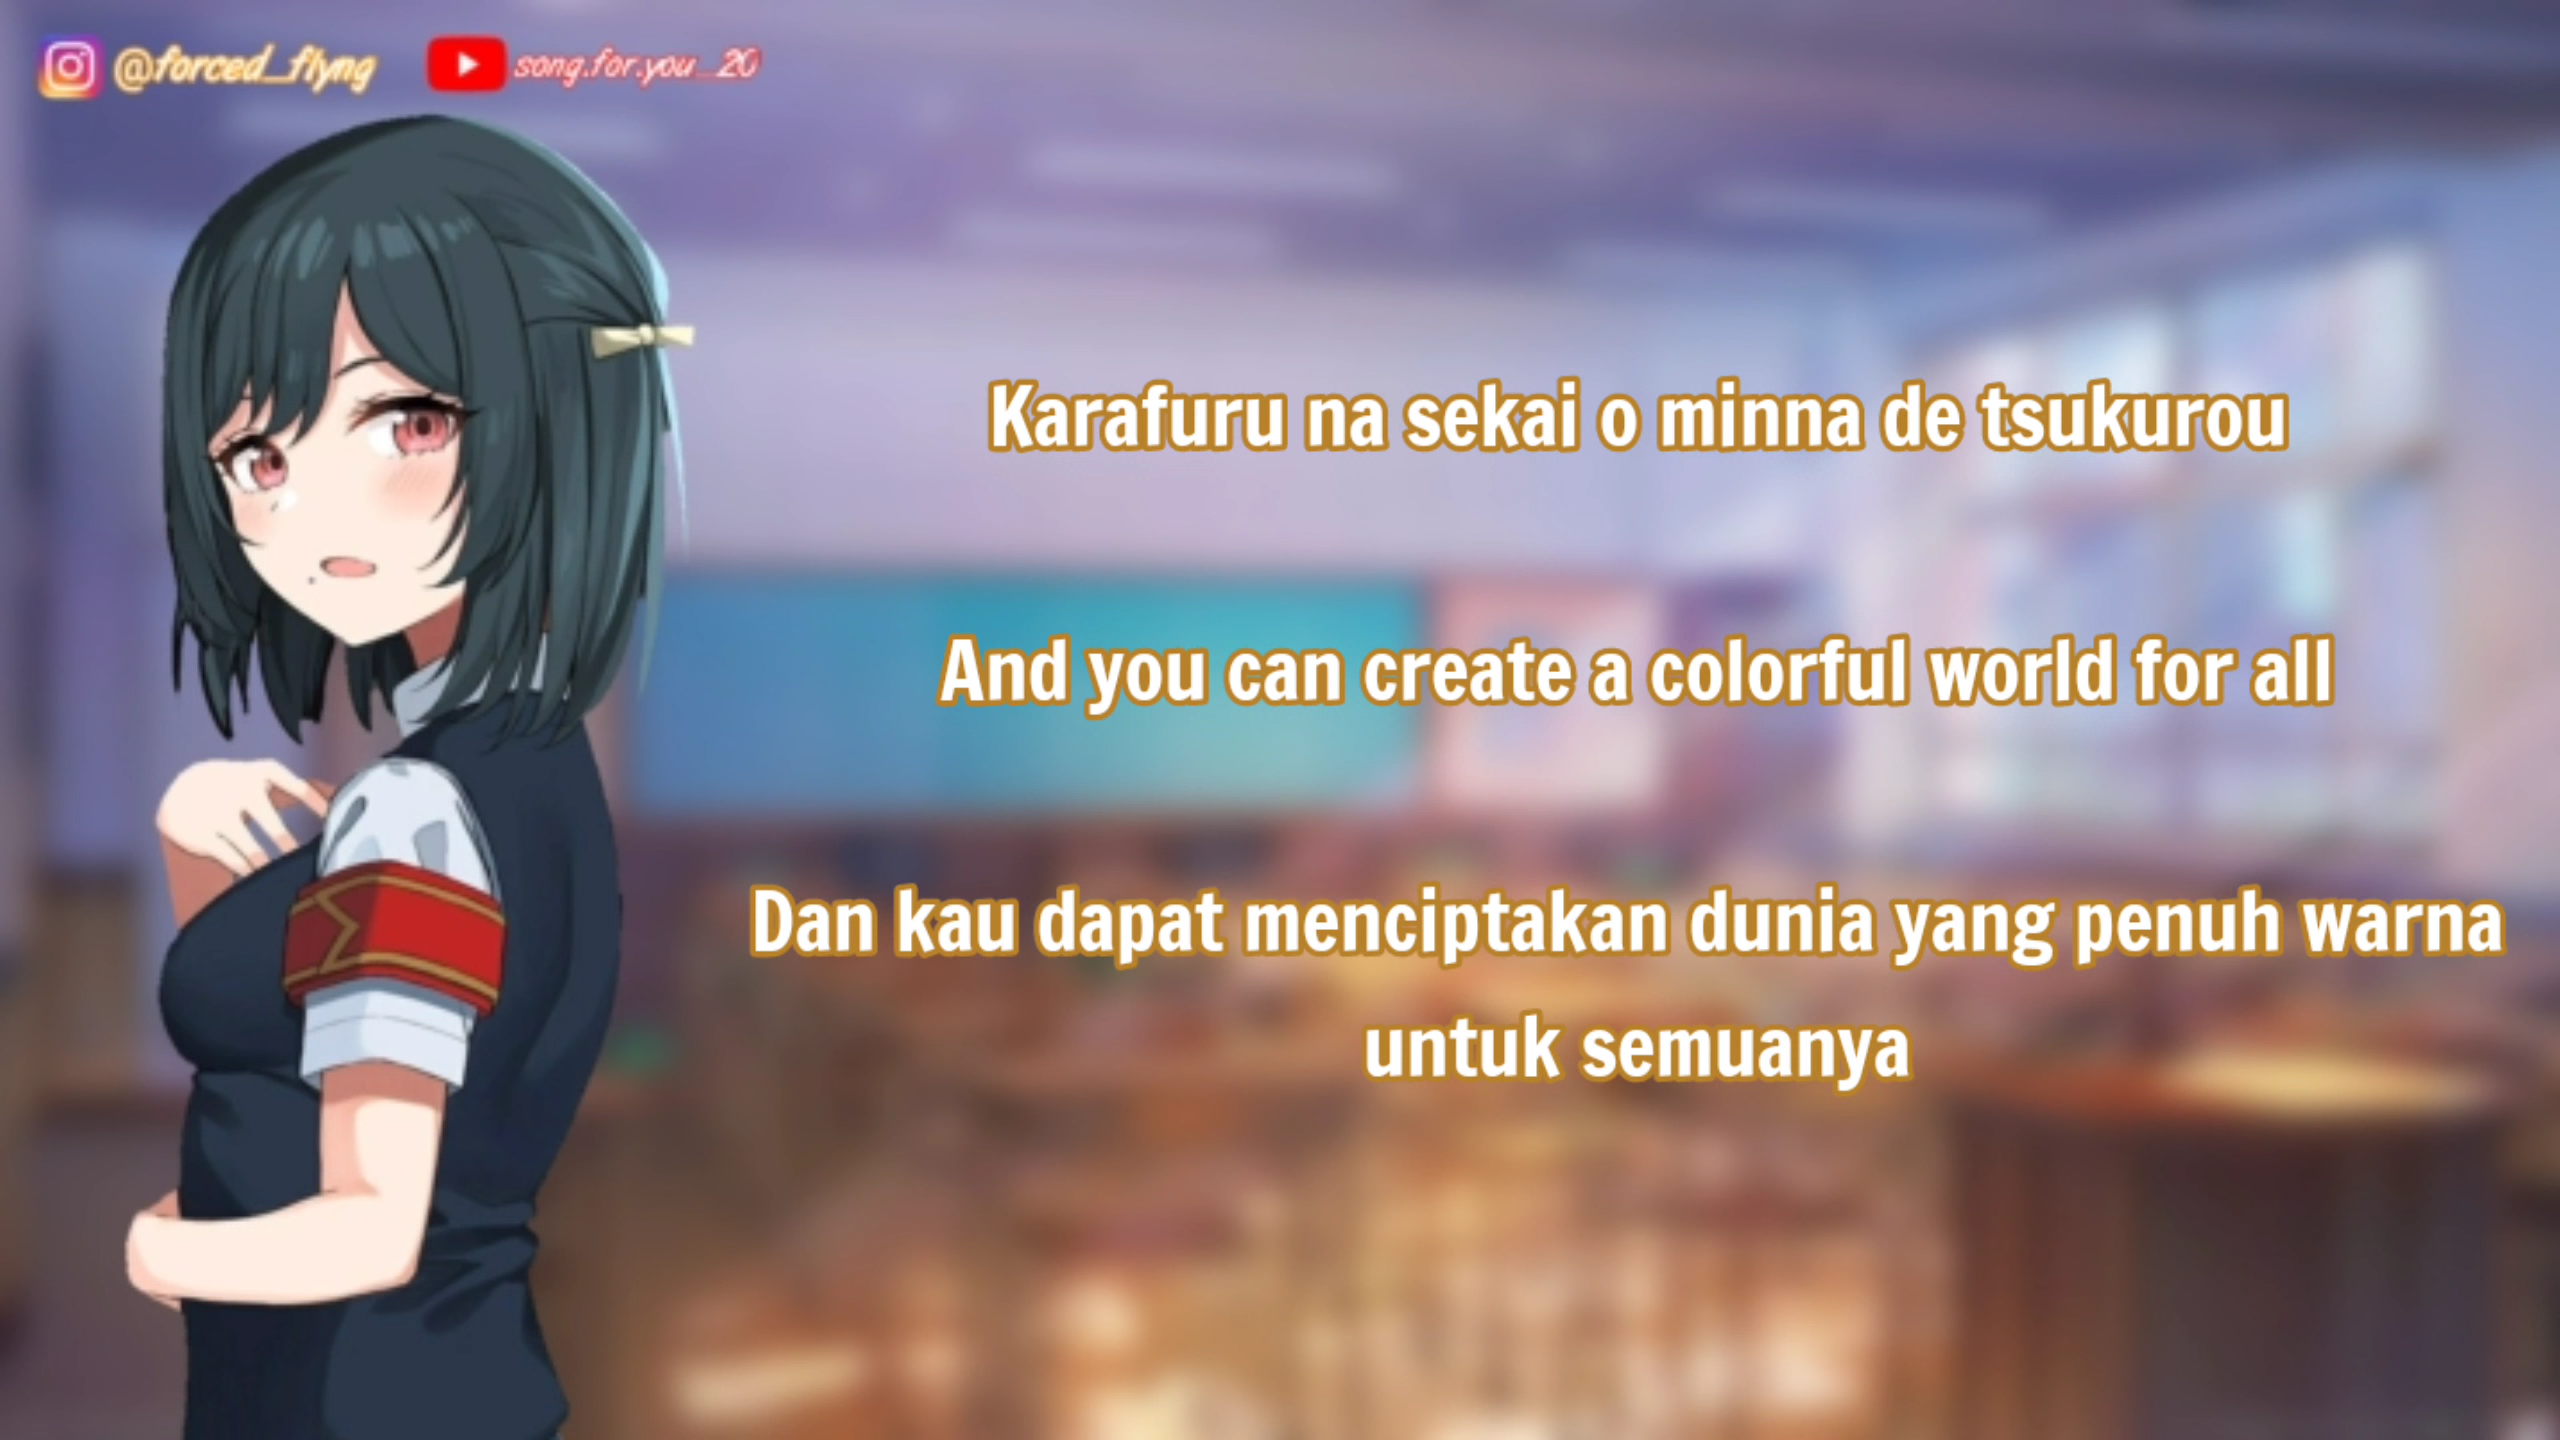 @forced_flyng song.for.you_20
Karafuru na sekai o minna de tsukurou
And you can create a colorful world for all
Dan kau dapat menciptakan dunia yang penuh warna
untuk semuanya